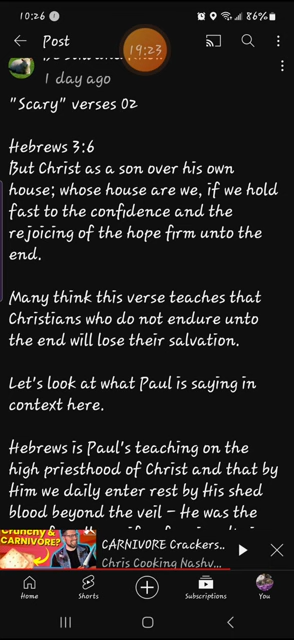 10:26
86%
Post
19:23
1 day ago
"Scary" verses 02
Hebrews 3:6
But Christ as a son over his own
house; whose house are we, if we hold
fast to the confidence and the
rejoicing of the hope firm unto the
end.
Many think this verse teaches that
Christians who do not endure unto
the end will lose their salvation.
Let's look at what Paul is saying in
context here.
Hebrews is Paul's teaching on the
high priesthood of Christ and that by
Him we daily enter rest by His shed
blood beyond the veil - He was the
Crunchy &
CARNIVORE?
CARNIVORE Crackers..
Chris Cooking Nashv...
Home
Shorts
Subscriptions
You